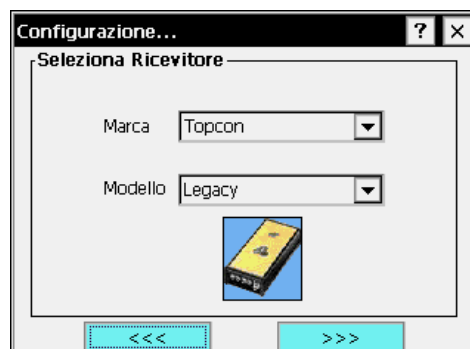 Configurazione... ? ×
Seleziona Ricevitore
Marca Topcon
Modello Legacy
<<< >>>